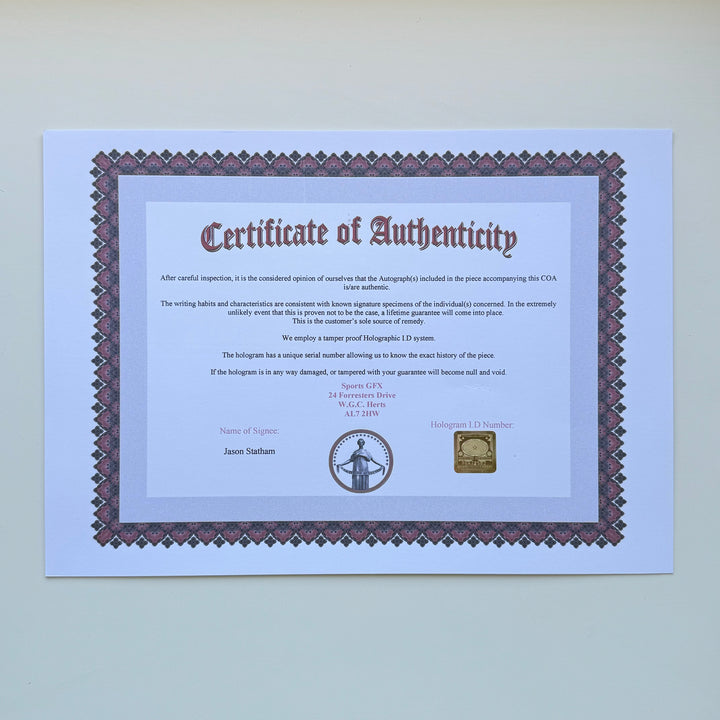 Certificate of Authenticity
After careful inspection, it is the considered opinion of ourselves that the Autograph(s) included in the piece accompanying this COA
is/are authentic.
The writing habits and characteristics are consistent with known signature specimens of the individual(s) concerned. In the extremely
unlikely event that this is proven not to be the case, a lifetime guarantee will come into place.
This is the customer's sole source of remedy.
We employ a tamper proof Holographic I.D system.
The hologram has a unique serial number allowing us to know the exact history of the piece.
If the hologram is in any way damaged, or tampered with your guarantee will become null and void.
Sports GFX
24 Forresters Drive
W.G.C. Herts
AL7 2HW
Name of Signee:
Hologram I.D Number:
Jason Statham